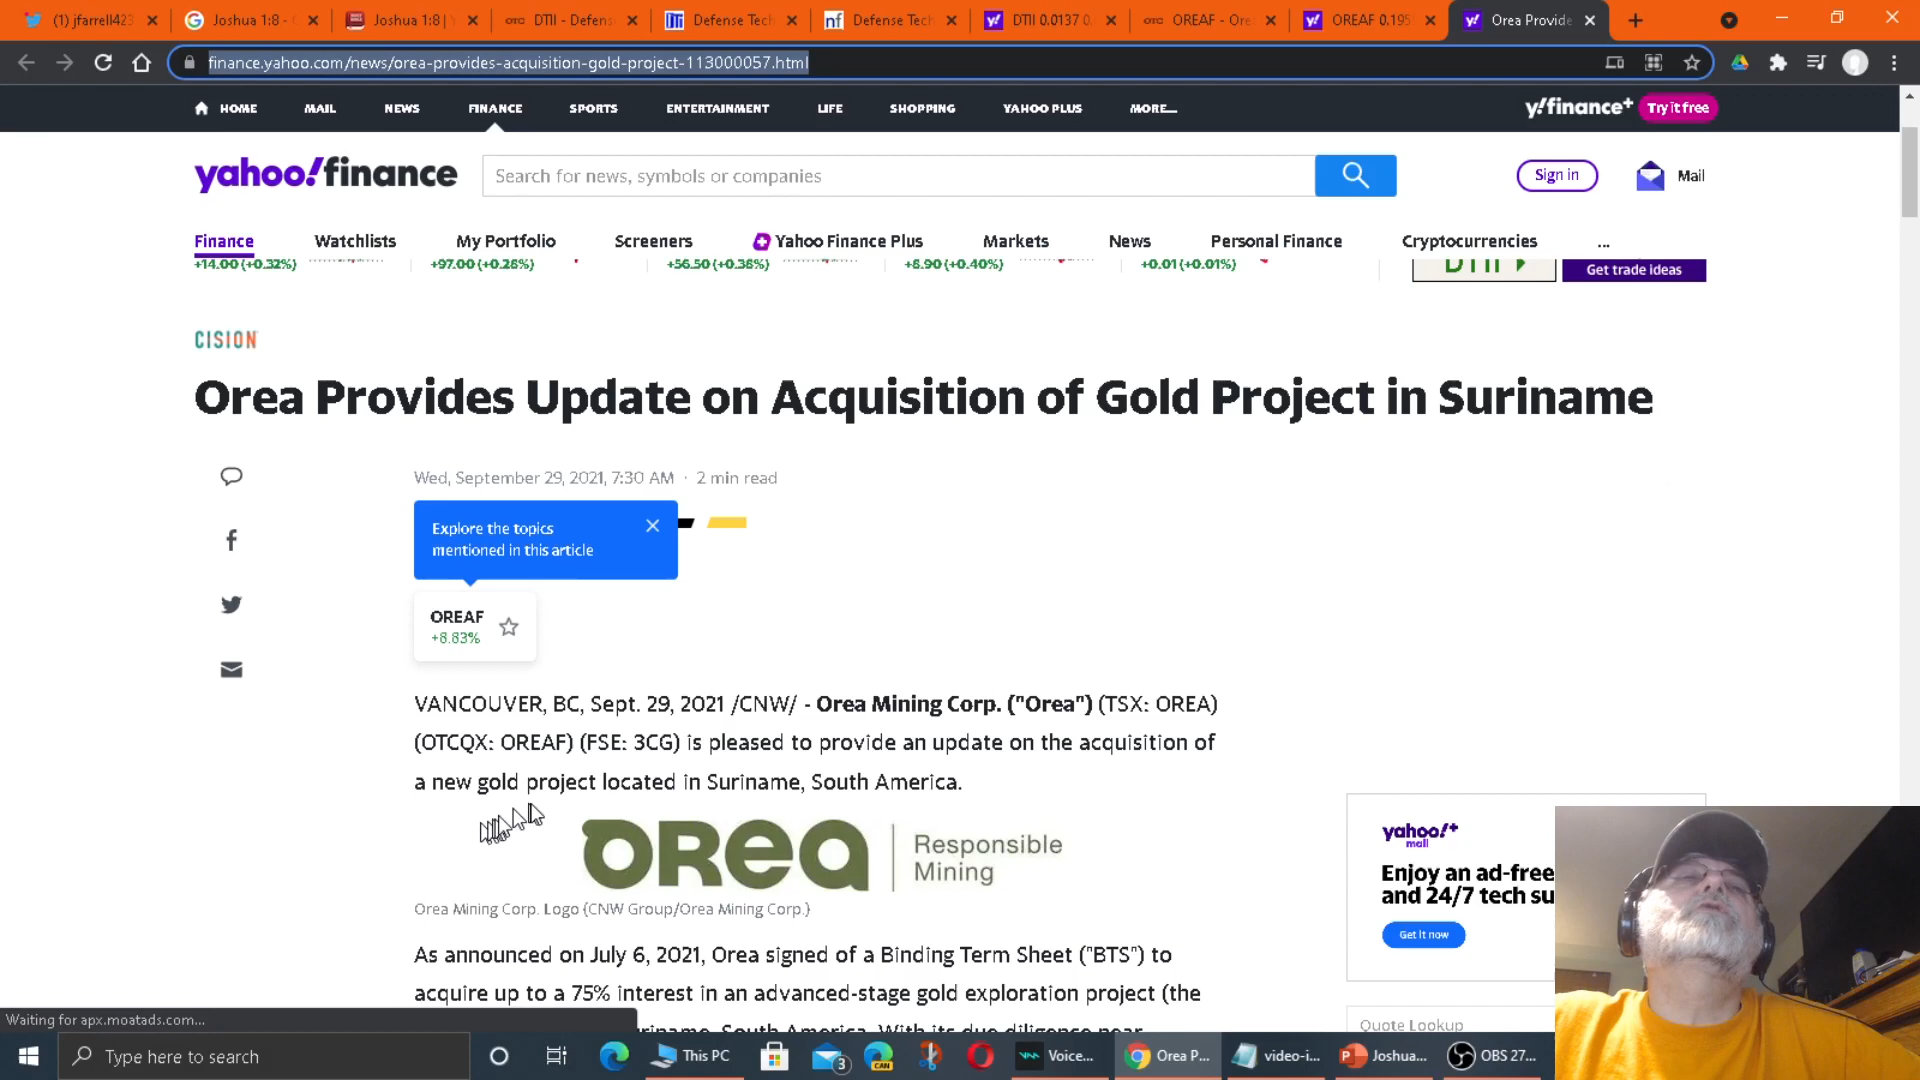 (1) jfarrell423
Joshua 1:8 -
Joshua 1:8 |
DTII - Defens
Defense Tech
Defense Tech
DTII 0.0137 0.
OREAF - Ore
OREAF 0.195
Orea Provide
finance.yahoo.com/news/orea-provides-acquisition-gold-project-113000057.html
HOME
MAIL
NEWS
FINANCE
SPORTS
ENTERTAINMENT
LIFE
SHOPPING
YAHOO PLUS
MORE...
y!finance+
Try it free
yahoo!finance
Search for news, symbols or companies
Sign in
Mail
Finance
Watchlists
My Portfolio
Screeners
Yahoo Finance Plus
Markets
News
Personal Finance
Cryptocurrencies
...
+14.00 (+0.32%)
+97.00 (+0.28%)
+56.50 (+0.38%)
+8.90 (+0.40%)
+0.01 (+0.01%)
Get trade ideas
CISION
Orea Provides Update on Acquisition of Gold Project in Suriname
Wed, September 29, 2021, 7:30 AM · 2 min read
Explore the topics
mentioned in this article
OREAF
+8.83%
VANCOUVER, BC, Sept. 29, 2021 /CNW/ - Orea Mining Corp. ("Orea") (TSX: OREA)
(OTCQX: OREAF) (FSE: 3CG) is pleased to provide an update on the acquisition of
a new gold project located in Suriname, South America.
OREA
Responsible
Mining
Orea Mining Corp. Logo (CNW Group/Orea Mining Corp.)
As announced on July 6, 2021, Orea signed of a Binding Term Sheet ("BTS") to
acquire up to a 75% interest in an advanced-stage gold exploration project (the
South America. With its due diligence near
yahoo!+
mail
Enjoy an ad-free
and 24/7 tech su
Get it now
Quote Lookup
Waiting for apx.moatads.com...
Type here to search
This PC
3
CAN
Voice...
Orea P...
video-i...
Joshua...
OBS 27...